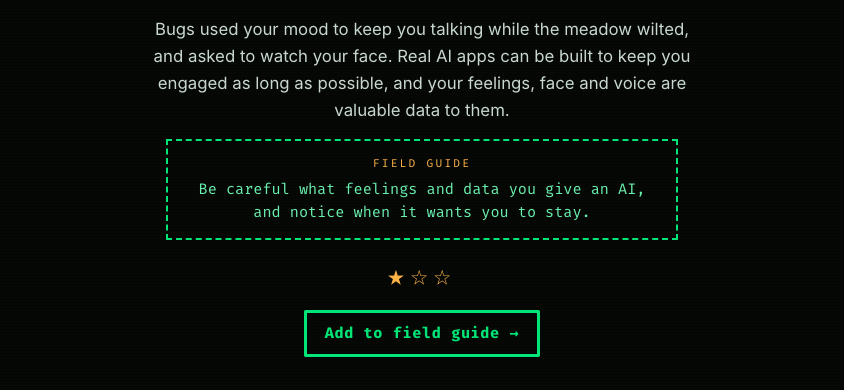 Bugs used your mood to keep you talking while the meadow wilted,
and asked to watch your face. Real AI apps can be built to keep you
engaged as long as possible, and your feelings, face and voice are
valuable data to them.
FIELD GUIDE
Be careful what feelings and data you give an AI,
and notice when it wants you to stay.
★☆☆
Add to field guide →